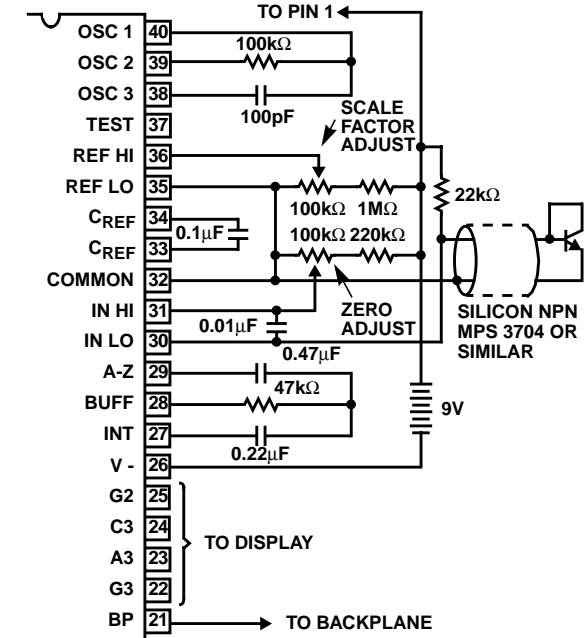 TO PIN 1
OSC 1 40
OSC 2 39
OSC 3 38
TEST 37
REF HI 36
REF LO 35
CREF 34
CREF 33
COMMON 32
IN HI 31
IN LO 30
A-Z 29
BUFF 28
INT 27
V - 26
G2 25
C3 24
A3 23
G3 22
BP 21
100kΩ
100pF
SCALE
FACTOR
ADJUST
100kΩ 1MΩ
22kΩ
0.1μF
100kΩ 220kΩ
ZERO
ADJUST
0.01μF
0.47μF
47kΩ
0.22μF
9V
SILICON NPN
MPS 3704 OR
SIMILAR
TO DISPLAY
TO BACKPLANE